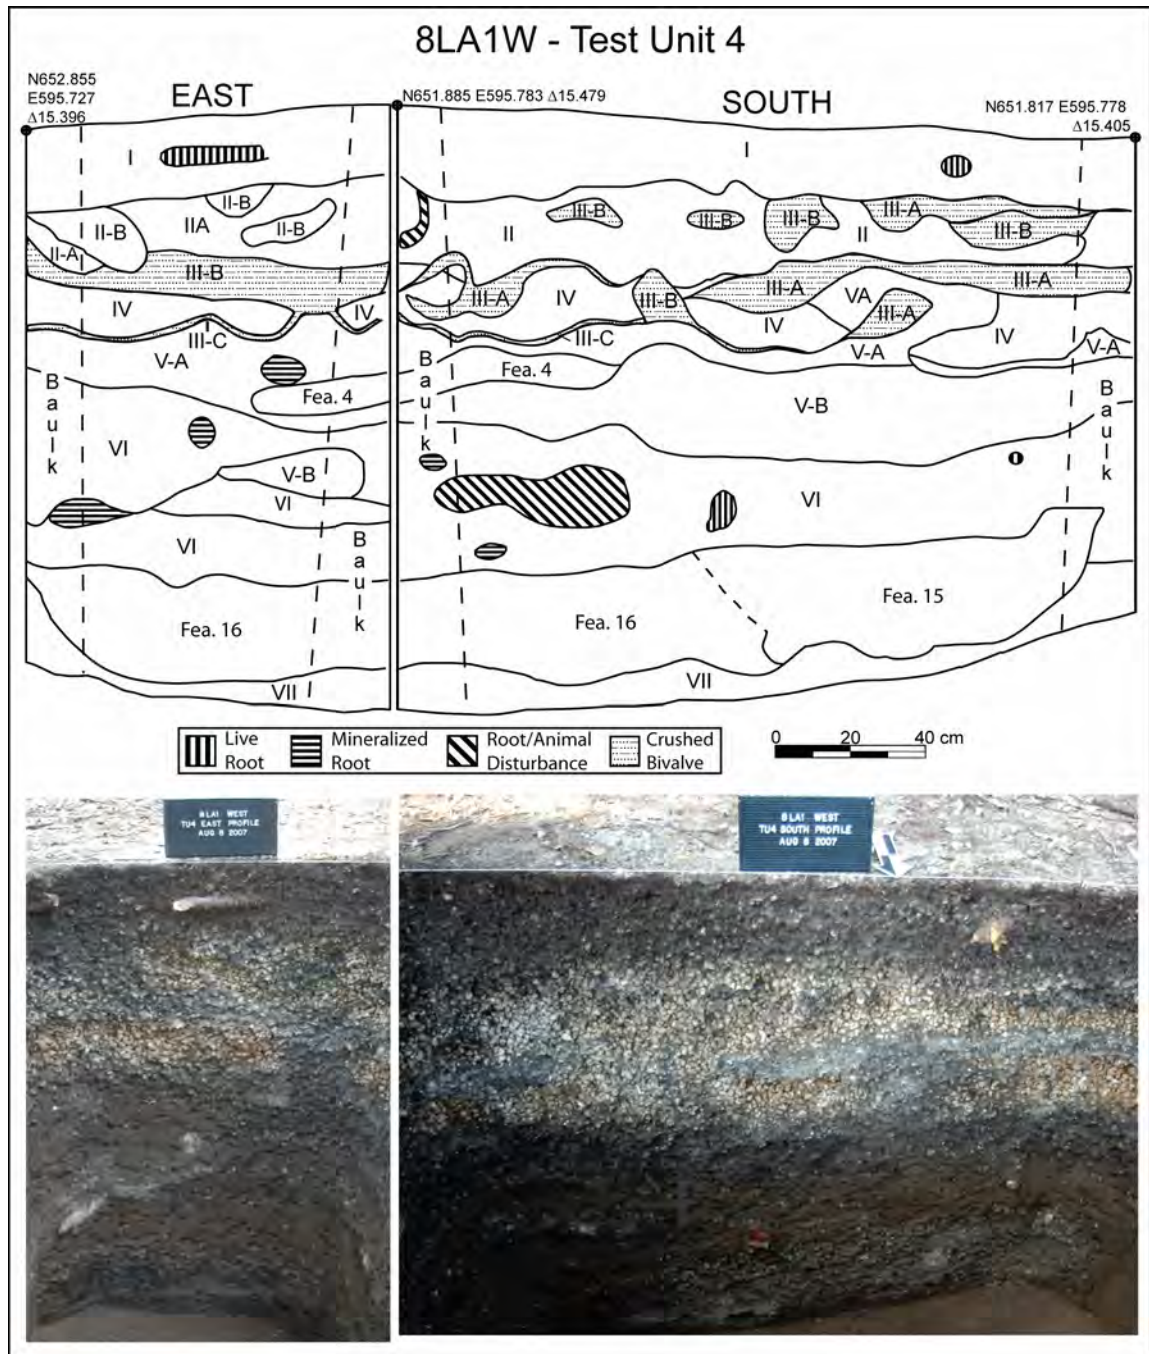 8LA1W - Test Unit 4
N652.855
E595.727
Δ15.396
EAST
N651.885 E595.783 Δ15.479
SOUTH
N651.817 E595.778
Δ15.405
I
I
II-B
III-B
III-B
III-B
III-A
II-B
IIA
II-B
II
II
III-B
II-A
III-B
III-A
III-A
III-A
IV
VA
IV
IV
III-B
III-A
IV
IV
III-C
III-C
V-A
V-A
V-A
Fea. 4
Fea. 4
V-B
Baulk
Baulk
Baulk
VI
V-B
VI
VI
VI
Baulk
Fea. 16
Fea. 16
Fea. 15
VII
VII
Live Root
Mineralized Root
Root/Animal Disturbance
Crushed Bivalve
0 20 40 cm
8LA1 WEST
TU4 EAST PROFILE
AUG 8 2007
8LA1 WEST
TU4 SOUTH PROFILE
AUG 8 2007